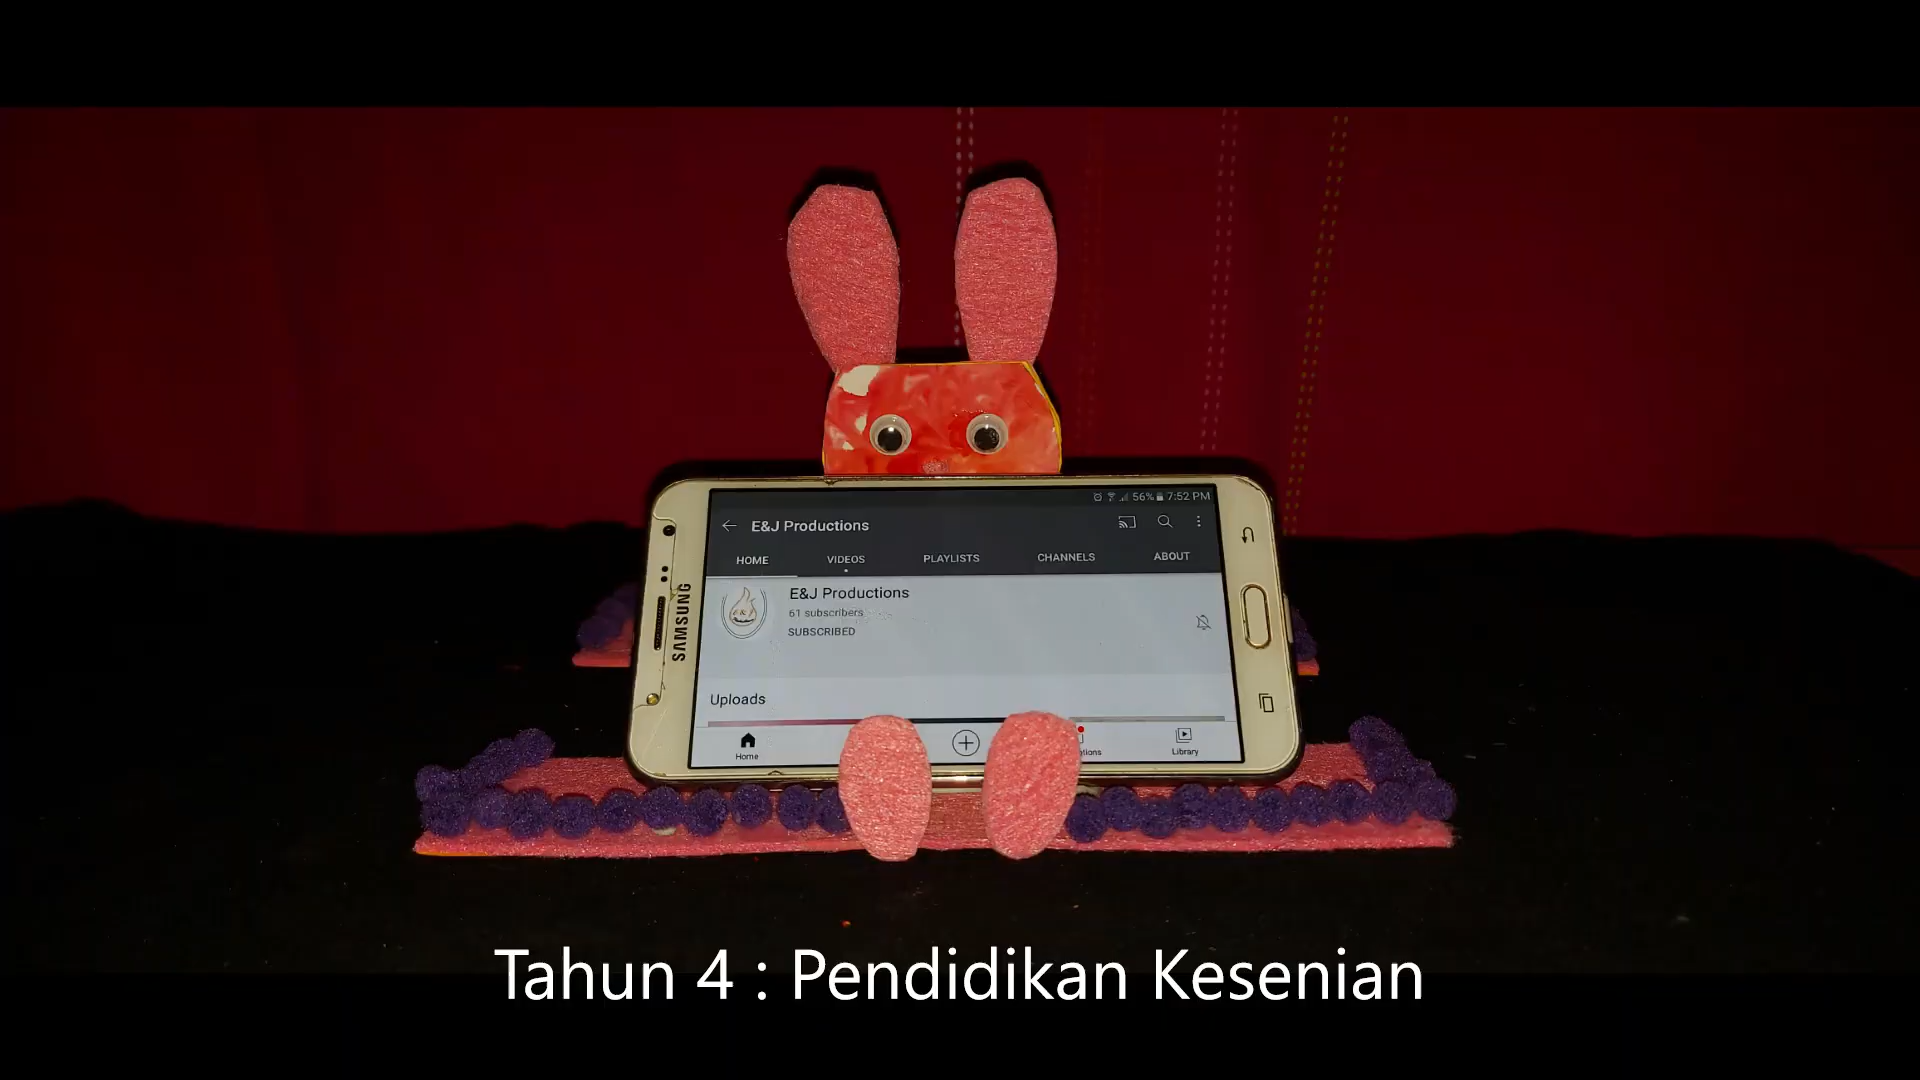 56% 7:52 PM
E&J Productions
HOME VIDEOS PLAYLISTS CHANNELS ABOUT
E&J
E&J Productions
61 subscribers
SUBSCRIBED
SAMSUNG
Uploads
Home Library
Tahun 4 : Pendidikan Kesenian